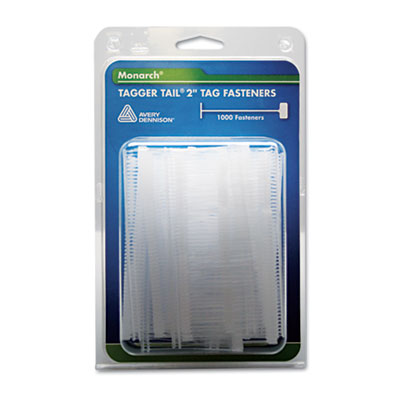 Monarch®
TAGGER TAIL® 2" TAG FASTENERS
AVERY
DENNISON®
1000 Fasteners